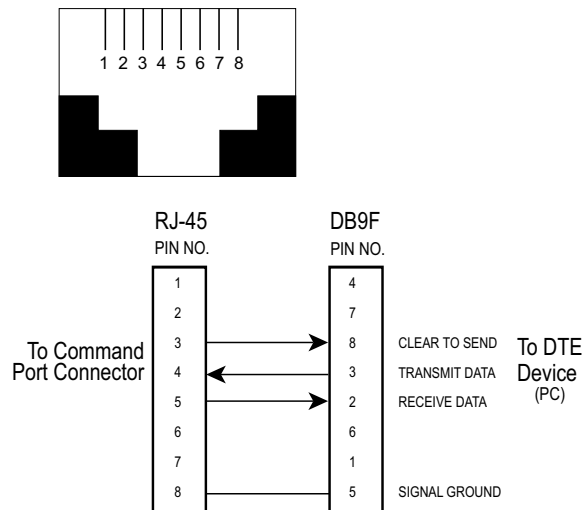 1 2 3 4 5 6 7 8
RJ-45 DB9F
PIN NO. PIN NO.
1 4
2 7
3 8 CLEAR TO SEND
4 3 TRANSMIT DATA
5 2 RECEIVE DATA
6 6
7 1
8 5 SIGNAL GROUND
To Command
Port Connector
To DTE
Device
(PC)